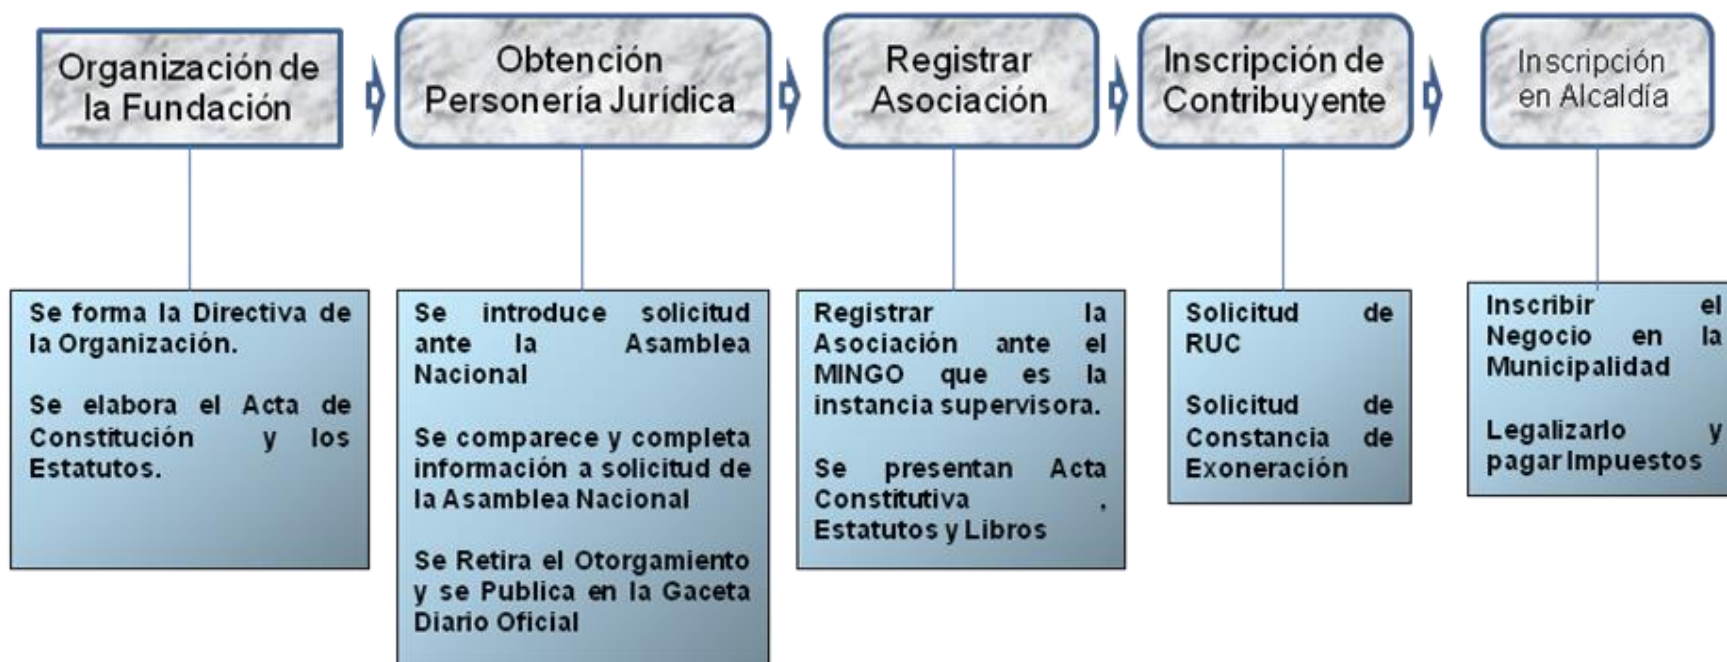 Organización de
la Fundación
Obtención
Personería Jurídica
Registrar
Asociación
Inscripción de
Contribuyente
Inscripción
en Alcaldía
Se forma la Directiva de
la Organización.
Se elabora el Acta de
Constitución y los
Estatutos.
Se introduce solicitud
ante la Asamblea
Nacional
Se comparece y completa
información a solicitud de
la Asamblea Nacional
Se Retira el Otorgamiento
y se Publica en la Gaceta
Diario Oficial
Registrar la
Asociación ante el
MINGO que es la
instancia supervisora.
Se presentan Acta
Constitutiva ,
Estatutos y Libros
Solicitud de
RUC
Solicitud de
Constancia de
Exoneración
Inscribir el
Negocio en la
Municipalidad
Legalizarlo y
pagar Impuestos